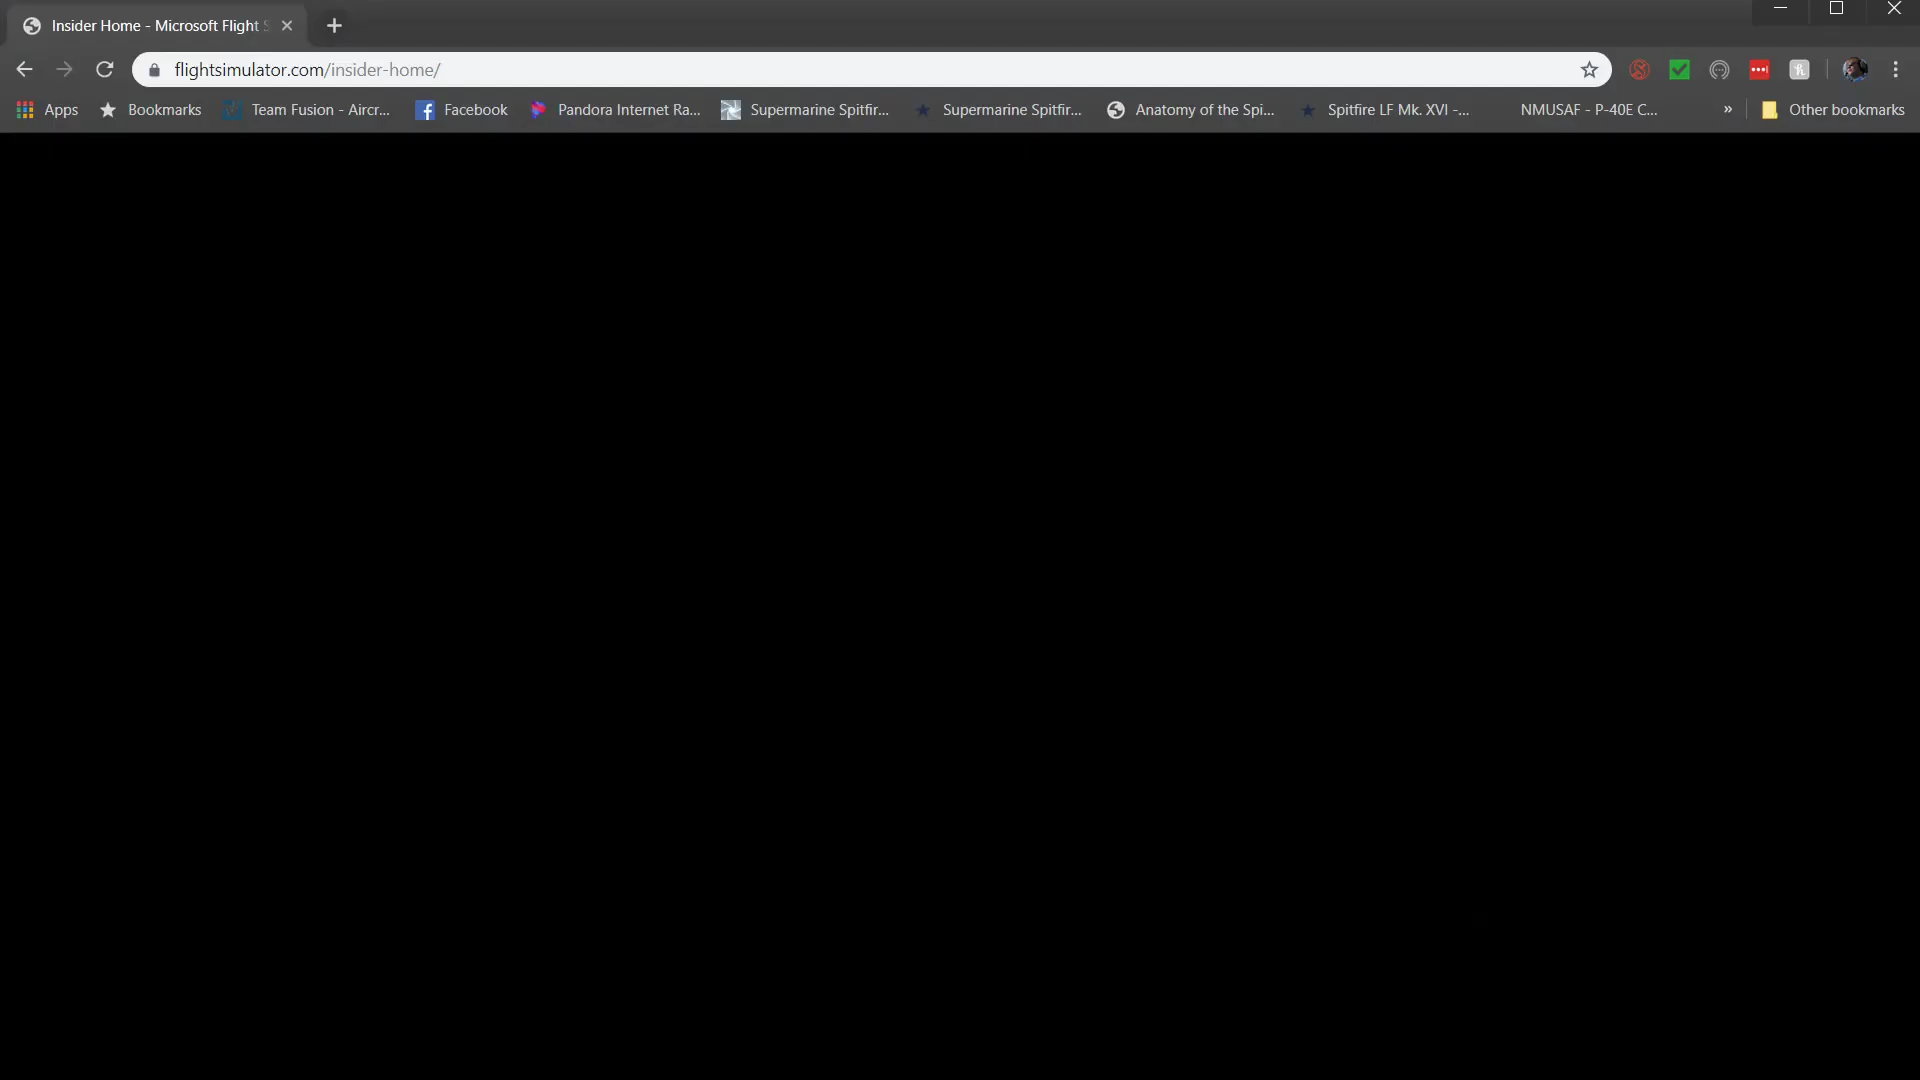 Insider Home - Microsoft Flight S
flightsimulator.com/insider-home/
Apps Bookmarks Team Fusion - Aircr... Facebook Pandora Internet Ra... Supermarine Spitfir... Supermarine Spitfir... Anatomy of the Spi... Spitfire LF Mk. XVI -... NMUSAF - P-40E C... » Other bookmarks